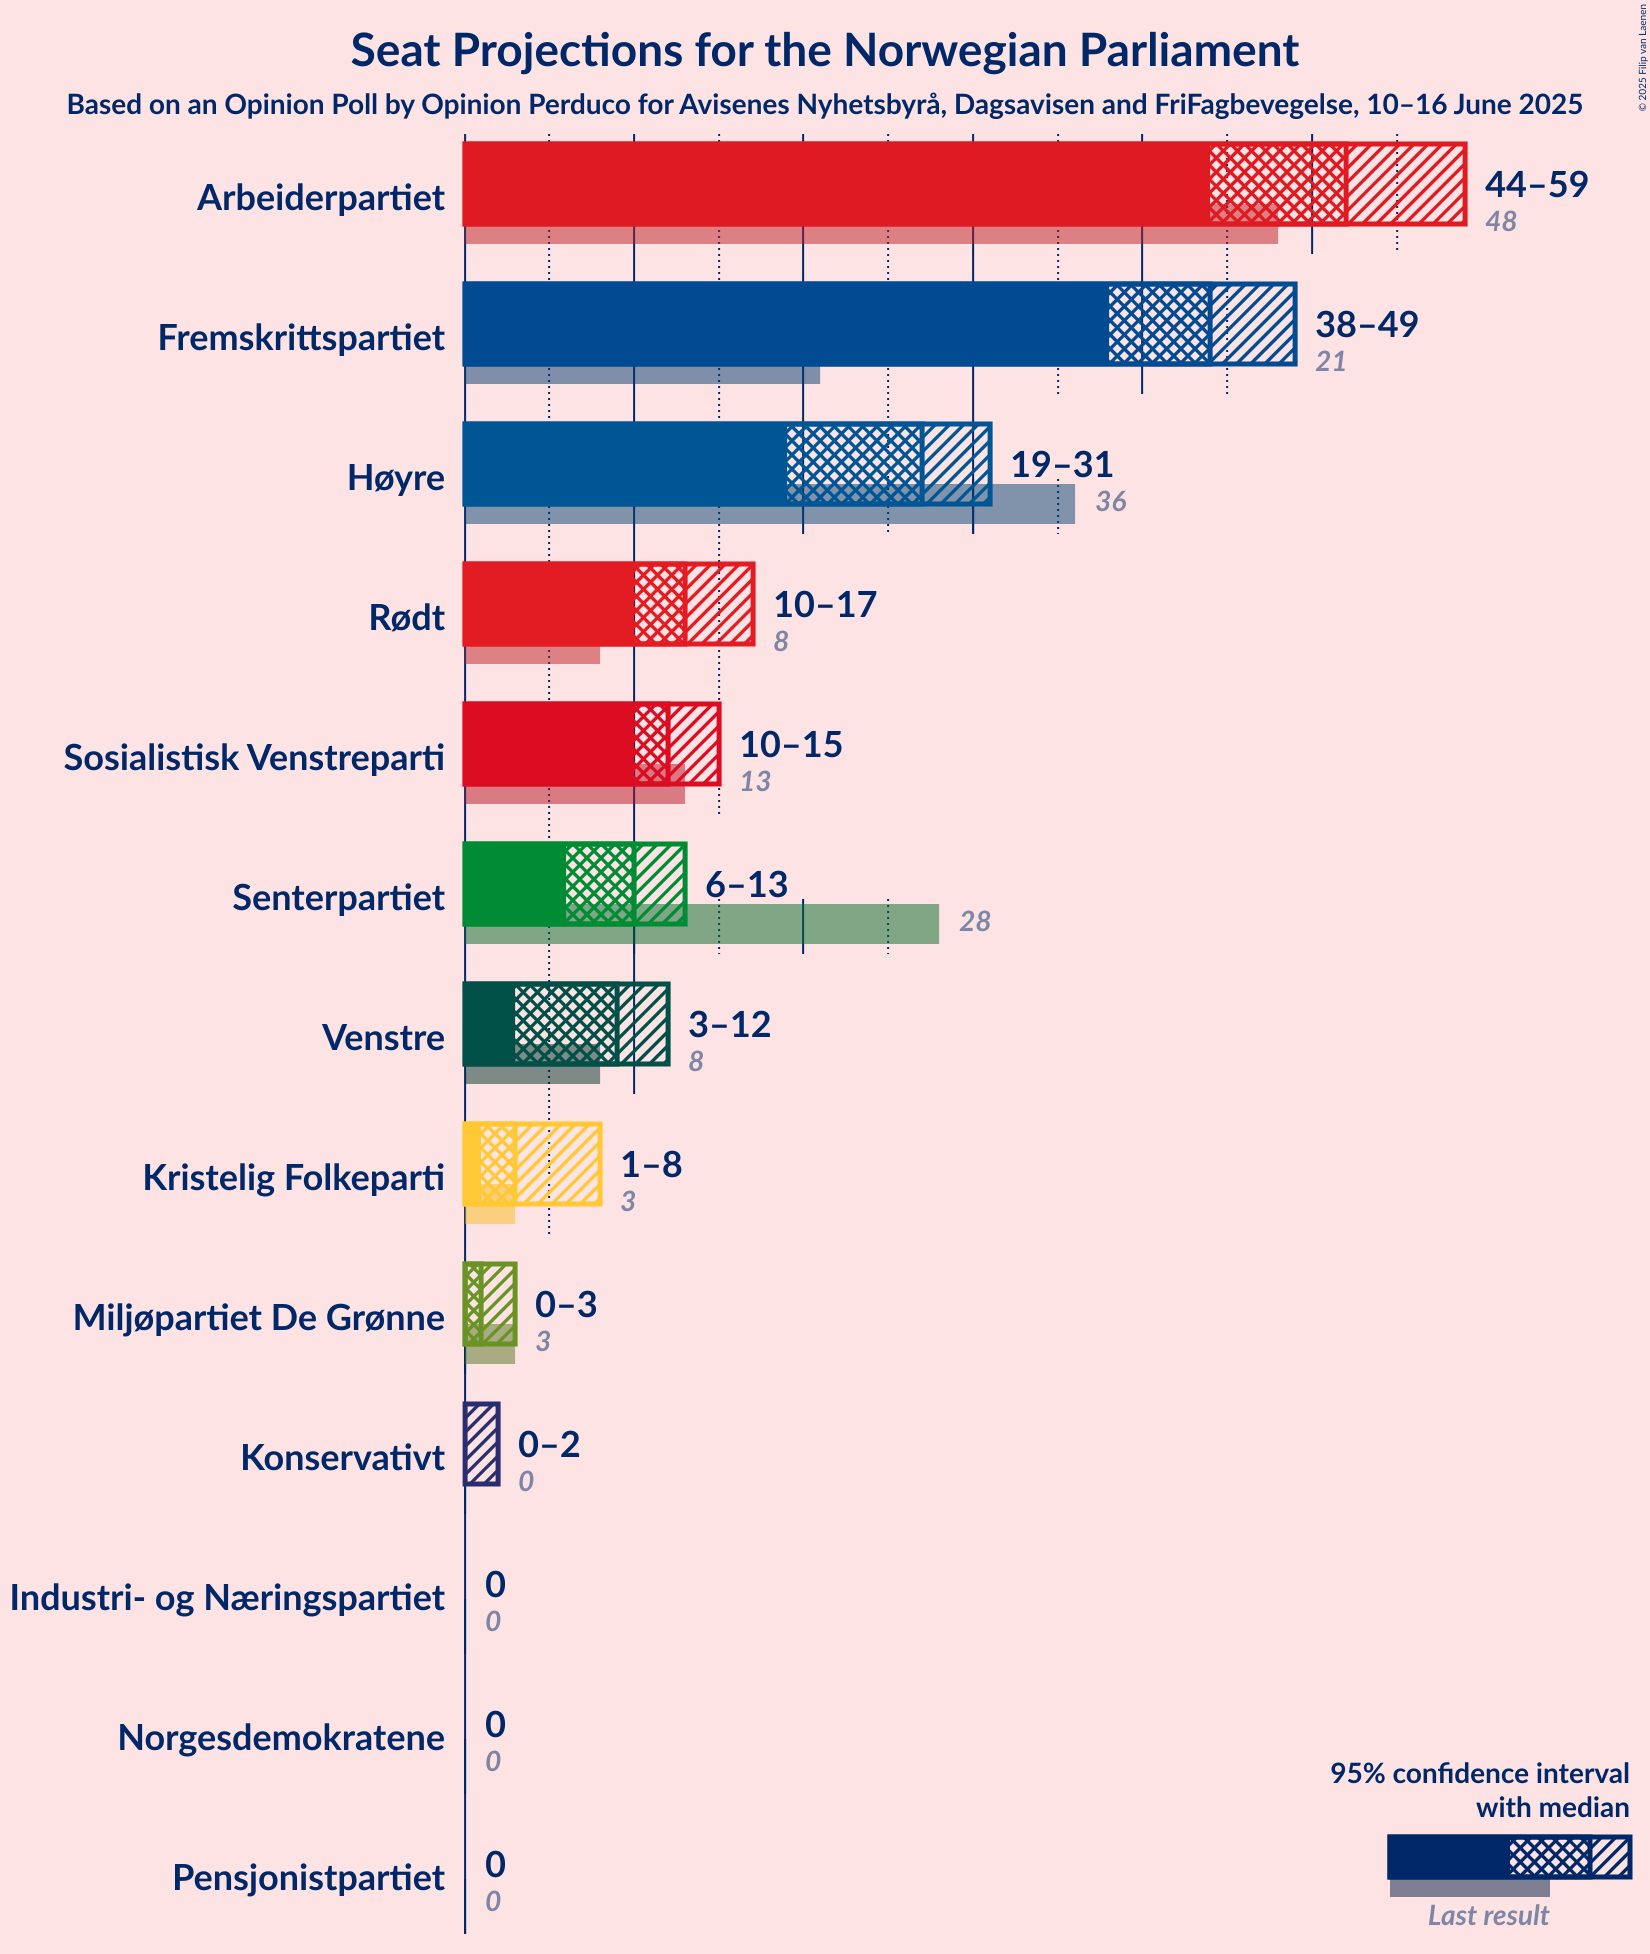 Seat Projections for the Norwegian Parliament
Based on an Opinion Poll by Opinion Perduco for Avisenes Nyhetsbyrå, Dagsavisen and FriFagbevegelse, 10–16 June 2025
© 2025 Filip van Laenen
Arbeiderpartiet
44–59
48
Fremskrittspartiet
38–49
21
Høyre
19–31
36
Rødt
10–17
8
Sosialistisk Venstreparti
10–15
13
Senterpartiet
6–13
28
Venstre
3–12
8
Kristelig Folkeparti
1–8
3
Miljøpartiet De Grønne
0–3
3
Konservativt
0–2
0
Industri- og Næringspartiet
0
0
Norgesdemokratene
0
0
Pensjonistpartiet
0
0
95% confidence interval
with median
Last result